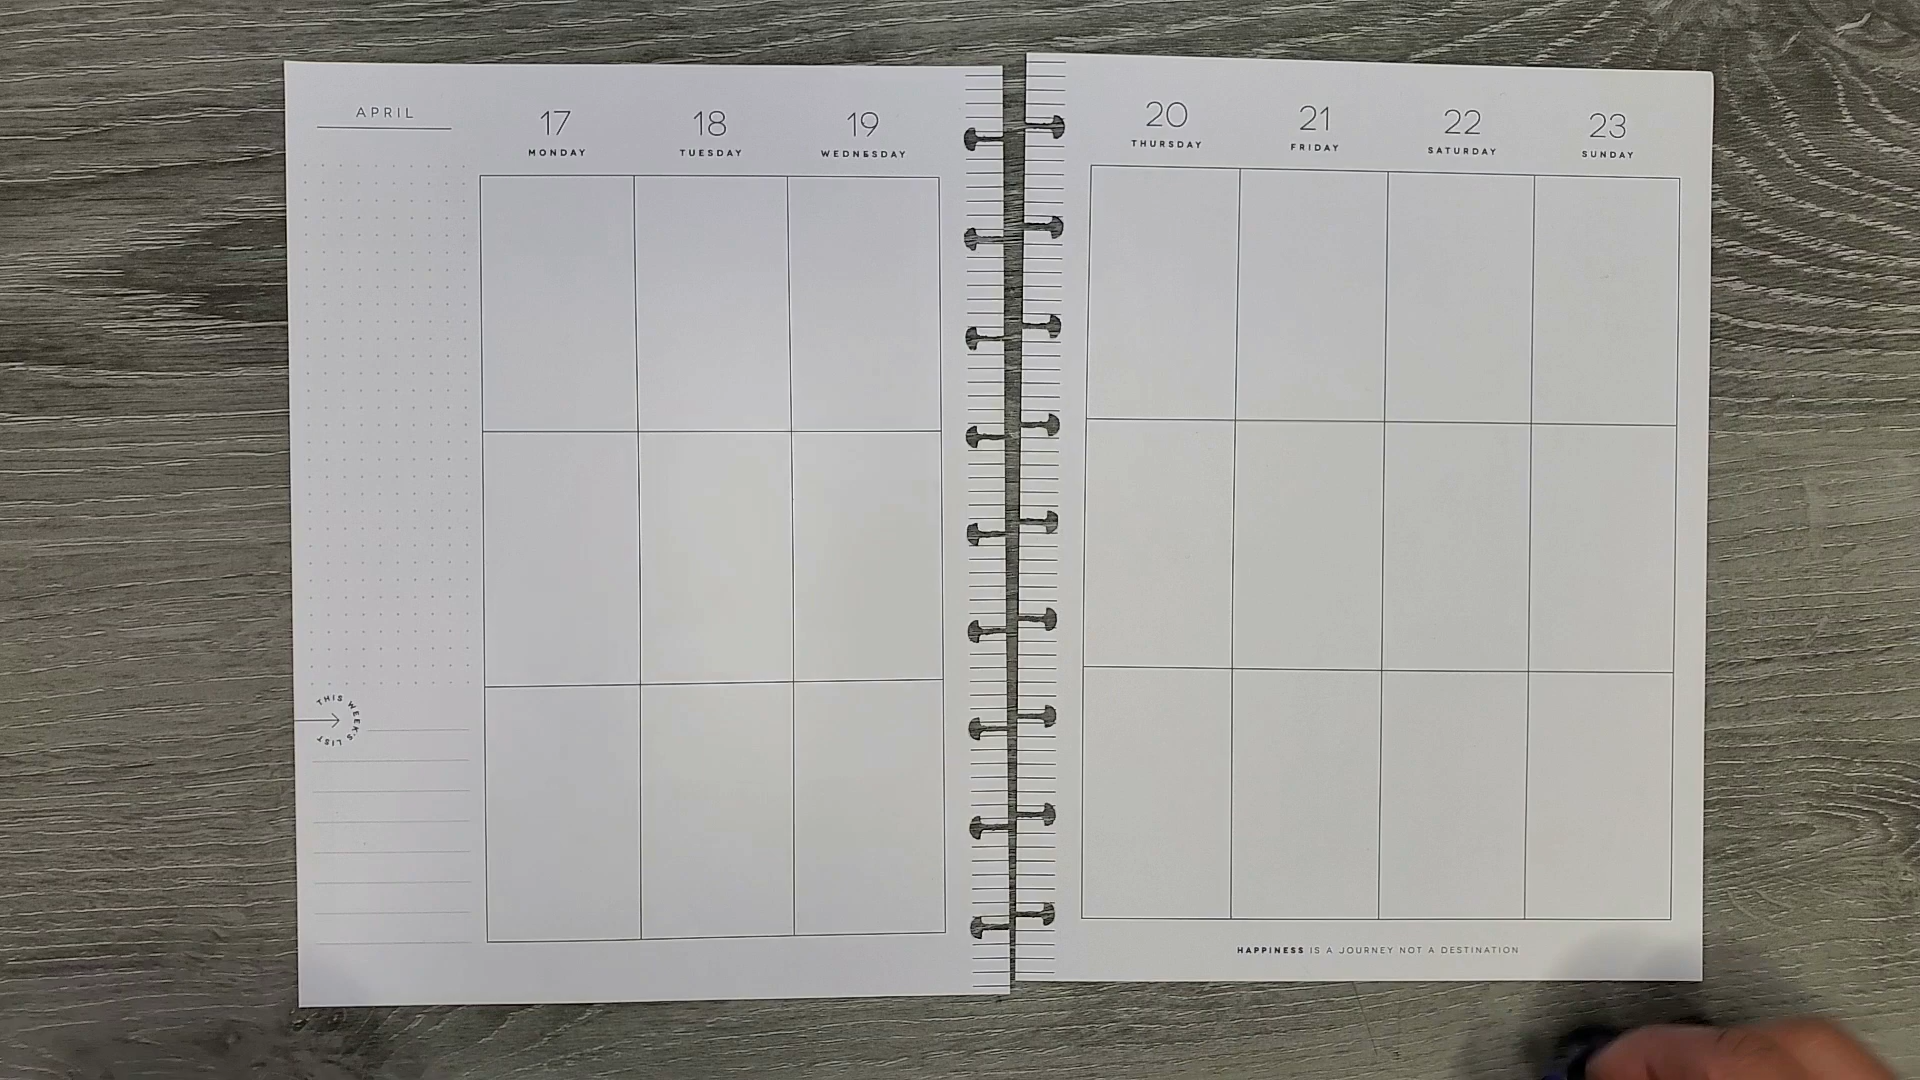 APRIL
17
MONDAY
18
TUESDAY
19
WEDNESDAY
THIS WEEK'S LIST
20
THURSDAY
21
FRIDAY
22
SATURDAY
23
SUNDAY
HAPPINESS IS A JOURNEY NOT A DESTINATION